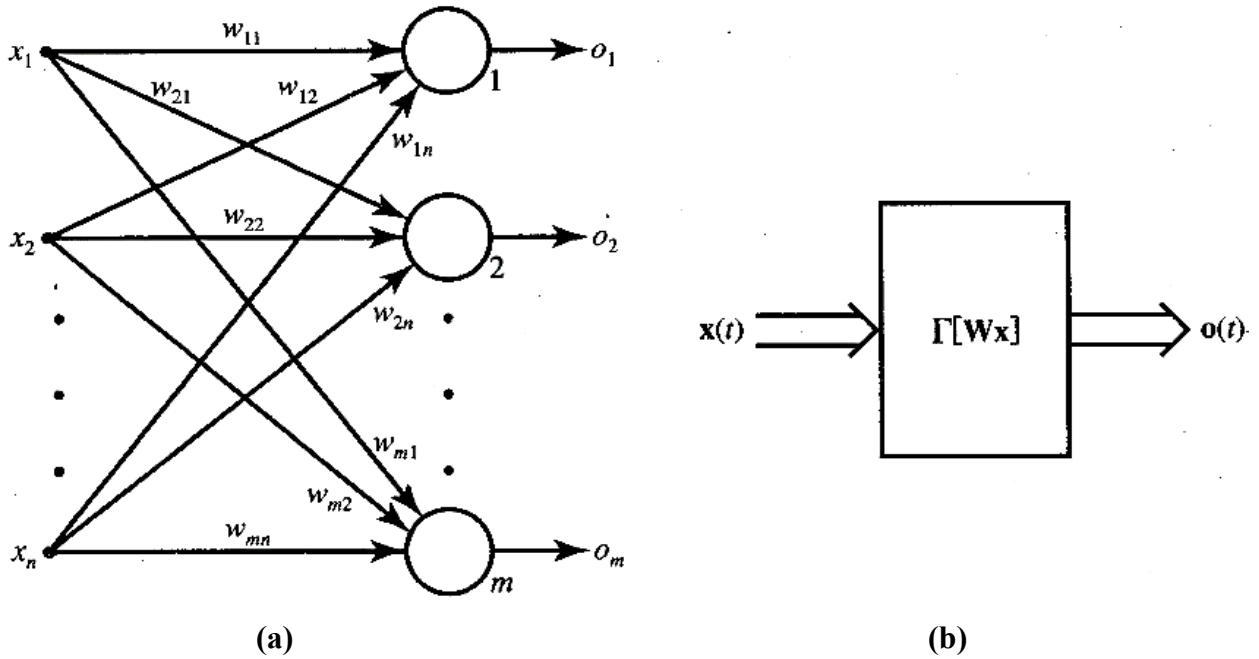 x₁ w₁₁ 1 o₁
w₂₁ w₁₂
w₁ₙ
x₂ w₂₂ 2 o₂
w₂ₙ
x(t) Γ[Wx] o(t)
wₘ₁
wₘ₂
xₙ wₘₙ m oₘ
(a) (b)